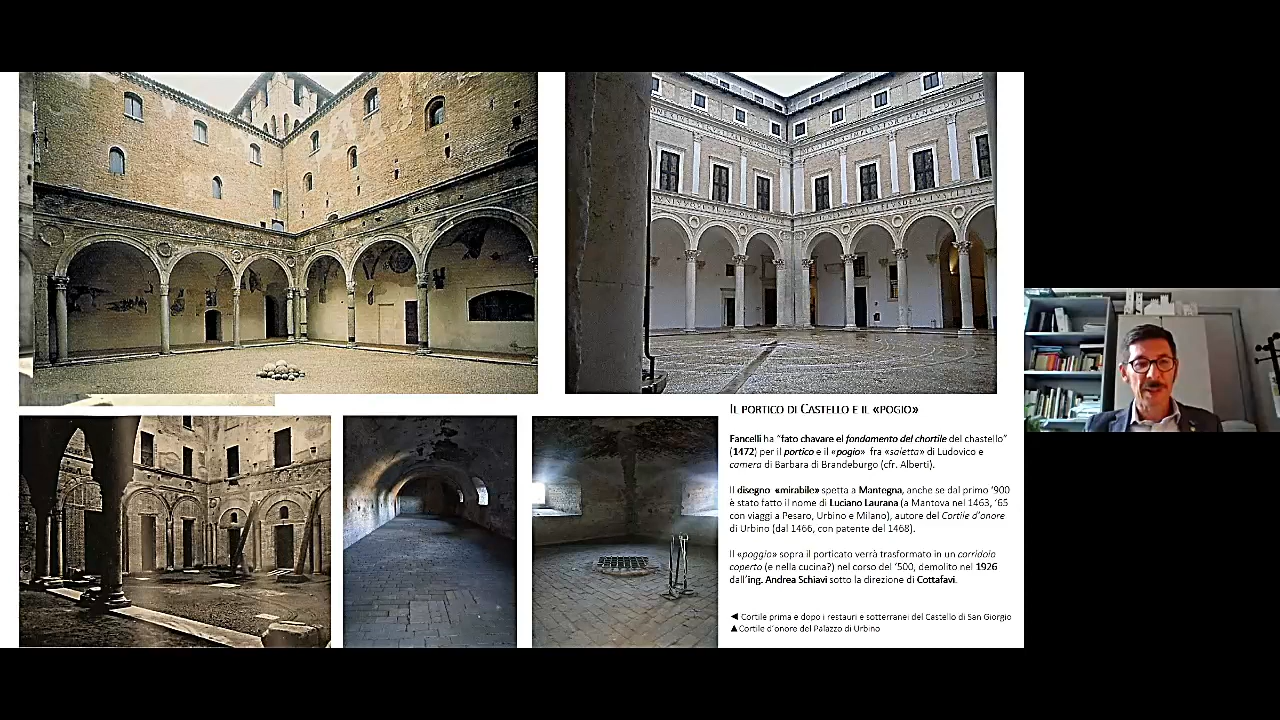 IL PORTICO DI CASTELLO E IL «POGIO»
Fancelli ha “fato chavare el fondamento del chortile del chastello”
(1472) per il portico e il «pogio» fra «saletta» di Ludovico e
camera di Barbara di Brandeburgo (cfr. Alberti).
Il disegno «mirabile» spetta a Mantegna, anche se dal primo ‘900
è stato fatto il nome di Luciano Laurana (a Mantova nel 1463, ‘65
con viaggi a Pesaro, Urbino e Milano), autore del Cortile d’onore
di Urbino (dal 1466, con patente del 1468).
Il «poggio» sopra il porticato verrà trasformato in un corridoio
coperto (e nella cucina?) nel corso del ‘500, demolito nel 1926
dall’ing. Andrea Schiavi sotto la direzione di Cottafavi.
◄ Cortile prima e dopo i restauri e sotterranei del Castello di San Giorgio
▲ Cortile d’onore del Palazzo di Urbino